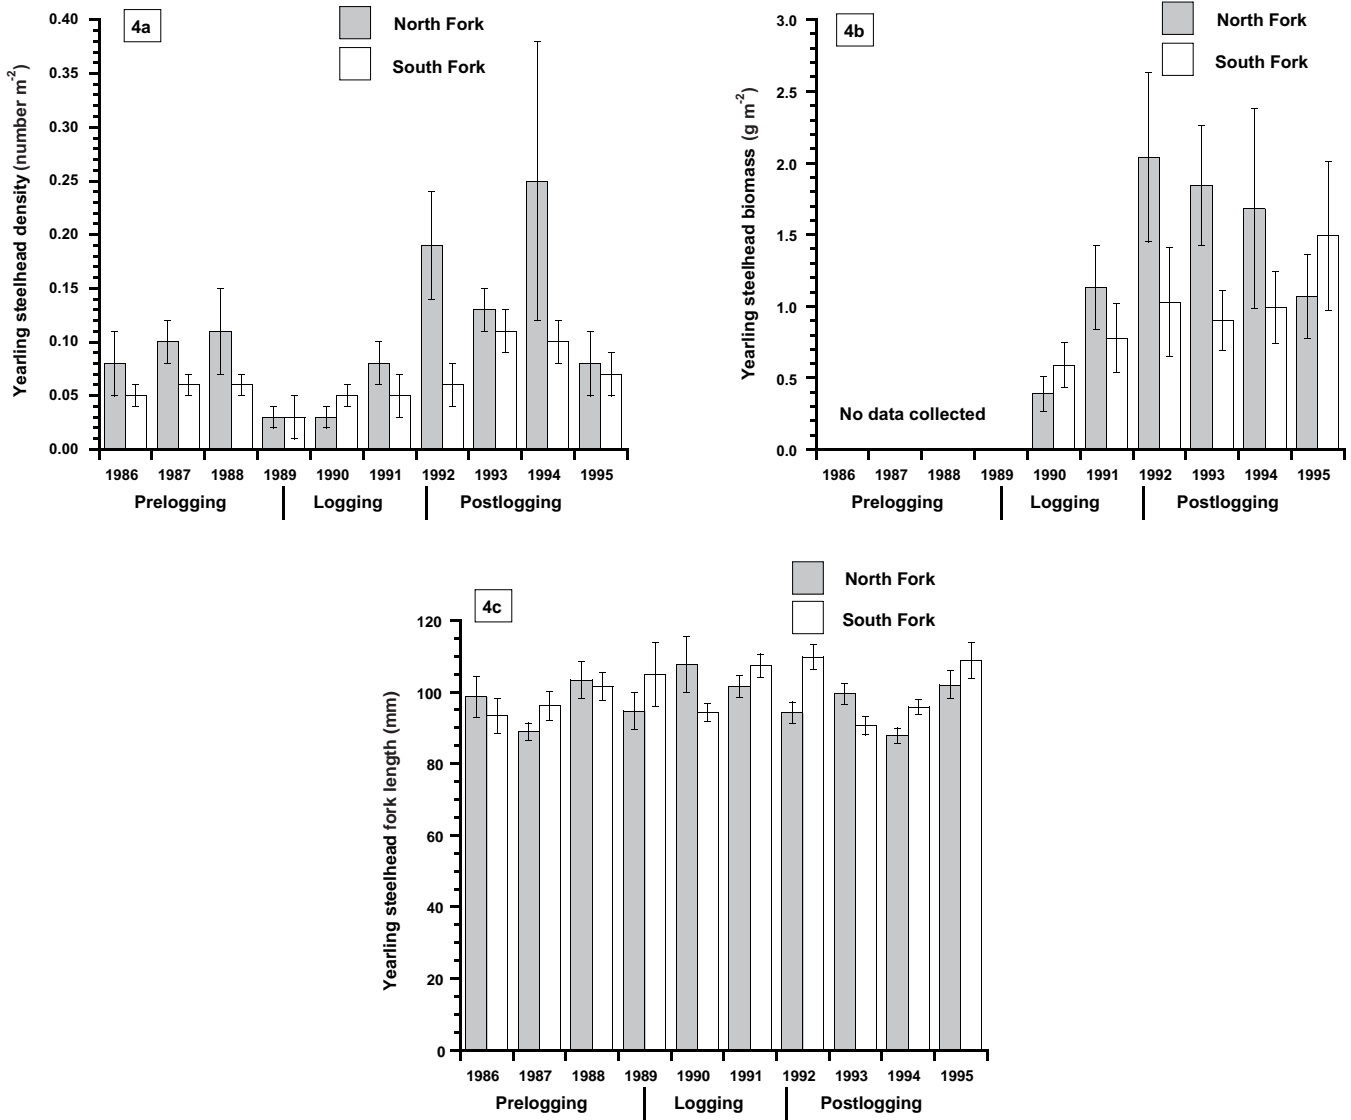 4a
North Fork
South Fork
Yearling steelhead density (number m-2)
0.40
0.35
0.30
0.25
0.20
0.15
0.10
0.05
0.00
1986 1987 1988 1989 1990 1991 1992 1993 1994 1995
Prelogging Logging Postlogging
4b
North Fork
South Fork
Yearling steelhead biomass (g m-2)
3.0
2.5
2.0
1.5
1.0
0.5
0.0
No data collected
1986 1987 1988 1989 1990 1991 1992 1993 1994 1995
Prelogging Logging Postlogging
4c
North Fork
South Fork
Yearling steelhead fork length (mm)
120
100
80
60
40
20
0
1986 1987 1988 1989 1990 1991 1992 1993 1994 1995
Prelogging Logging Postlogging